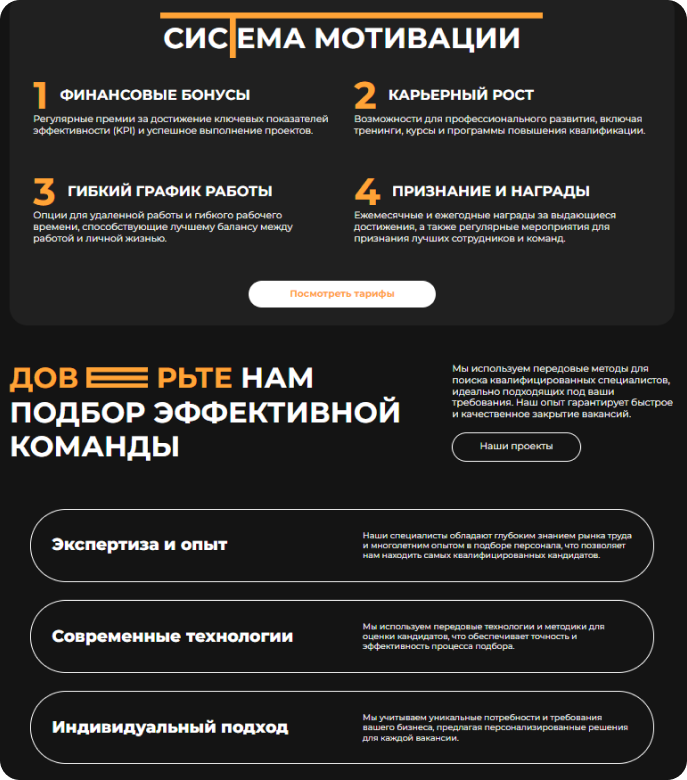 СИСТЕМА МОТИВАЦИИ
1 ФИНАНСОВЫЕ БОНУСЫ
Регулярные премии за достижение ключевых показателей
эффективности (KPI) и успешное выполнение проектов.
2 КАРЬЕРНЫЙ РОСТ
Возможности для профессионального развития, включая
тренинги, курсы и программы повышения квалификации.
3 ГИБКИЙ ГРАФИК РАБОТЫ
Опции для удаленной работы и гибкого рабочего
времени, способствующие лучшему балансу между
работой и личной жизнью.
4 ПРИЗНАНИЕ И НАГРАДЫ
Ежемесячные и ежегодные награды за выдающиеся
достижения, а также регулярные мероприятия для
признания лучших сотрудников и команд.
Посмотреть тарифы
ДОВЕРЬТЕ НАМ
ПОДБОР ЭФФЕКТИВНОЙ
КОМАНДЫ
Мы используем передовые методы для
поиска квалифицированных специалистов,
идеально подходящих под ваши
требования. Наш опыт гарантирует быстрое
и качественное закрытие вакансий.
Наши проекты
Экспертиза и опыт
Наши специалисты обладают глубоким знанием рынка труда
и многолетним опытом в подборе персонала, что позволяет
нам находить самых квалифицированных кандидатов.
Современные технологии
Мы используем передовые технологии и методики для
оценки кандидатов, что обеспечивает точность и
эффективность процесса подбора.
Индивидуальный подход
Мы учитываем уникальные потребности и требования
вашего бизнеса, предлагая персонализированные решения
для каждой вакансии.